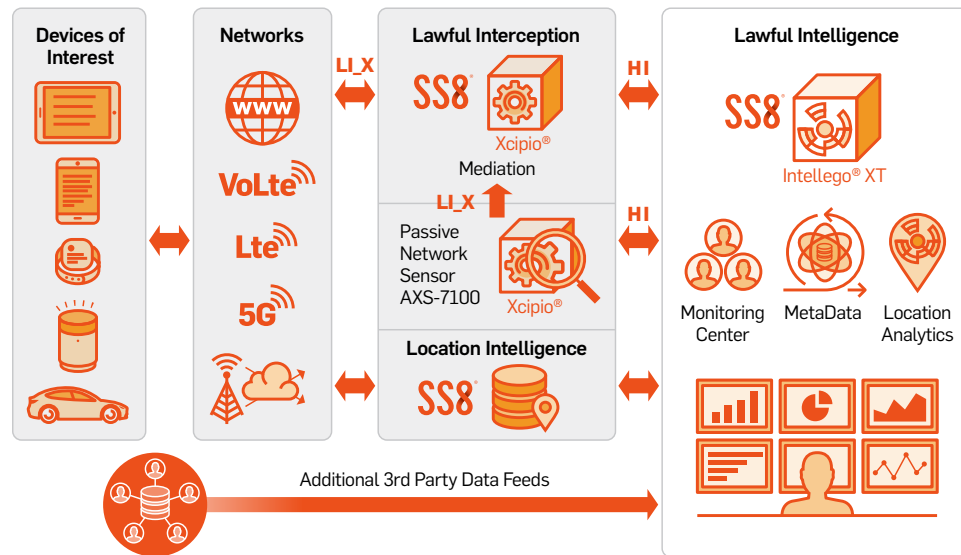 Devices of
Interest
Networks
WWW
VoLte
Lte
5G
LI_X
Lawful Interception
SS8®
Xcipio®
Mediation
LI_X
Passive
Network
Sensor
AXS-7100
Xcipio®
Location Intelligence
SS8®
HI
HI
Lawful Intelligence
SS8®
Intellego® XT
Monitoring
Center
MetaData
Location
Analytics
Additional 3rd Party Data Feeds